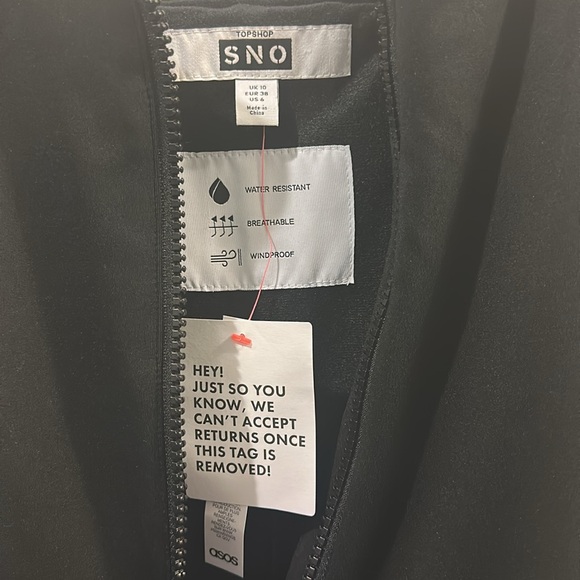 TOPSHOP
SNO
UK 10
EUR 38
US 6
Made in
China
WATER RESISTANT
BREATHABLE
WINDPROOF
HEY!
JUST SO YOU
KNOW, WE
CAN'T ACCEPT
RETURNS ONCE
THIS TAG IS
REMOVED!
asos